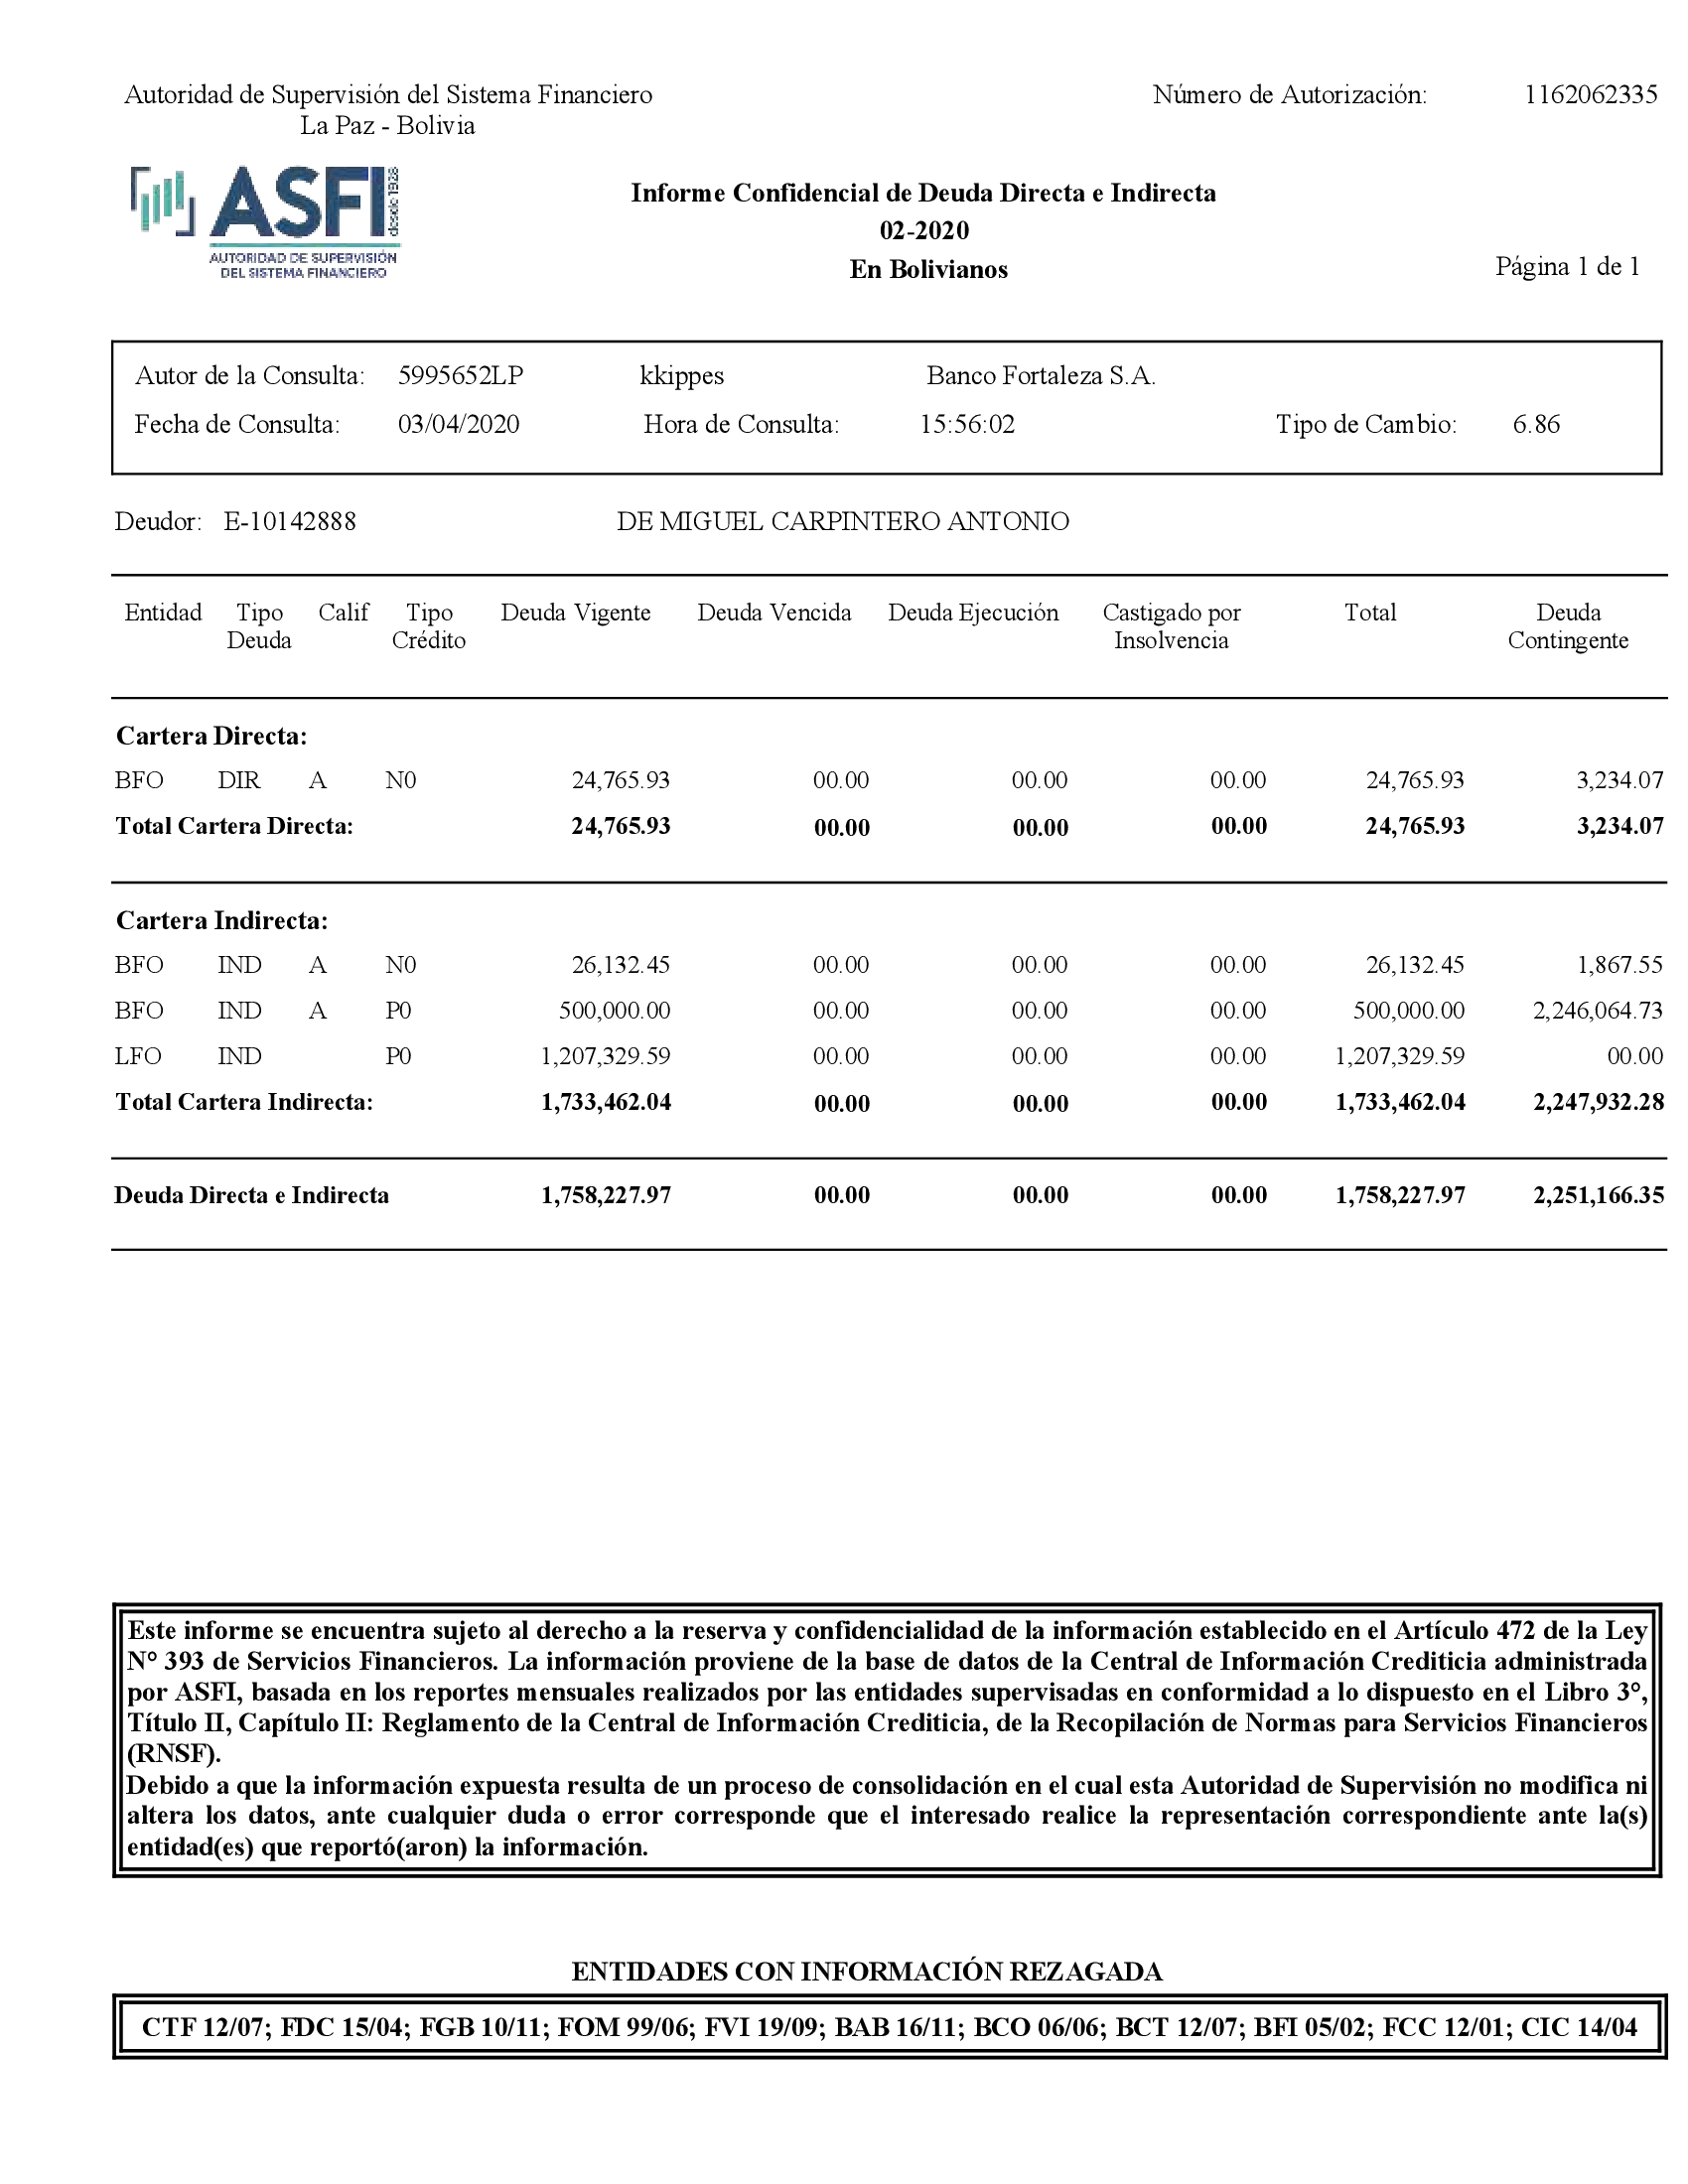 Autoridad de Supervisión del Sistema Financiero
La Paz - Bolivia
Número de Autorización: 1162062335
ASFI desde 1928
AUTORIDAD DE SUPERVISIÓN
DEL SISTEMA FINANCIERO
Informe Confidencial de Deuda Directa e Indirecta
02-2020
En Bolivianos
Página 1 de 1
Autor de la Consulta: 5995652LP kkippes Banco Fortaleza S.A.
Fecha de Consulta: 03/04/2020 Hora de Consulta: 15:56:02 Tipo de Cambio: 6.86
Deudor: E-10142888 DE MIGUEL CARPINTERO ANTONIO
Entidad Tipo Calif Tipo Deuda Vigente Deuda Vencida Deuda Ejecución Castigado por Total Deuda
Deuda Crédito Insolvencia Contingente
Cartera Directa:
BFO DIR A N0 24,765.93 00.00 00.00 00.00 24,765.93 3,234.07
Total Cartera Directa: 24,765.93 00.00 00.00 00.00 24,765.93 3,234.07
Cartera Indirecta:
BFO IND A N0 26,132.45 00.00 00.00 00.00 26,132.45 1,867.55
BFO IND A P0 500,000.00 00.00 00.00 00.00 500,000.00 2,246,064.73
LFO IND P0 1,207,329.59 00.00 00.00 00.00 1,207,329.59 00.00
Total Cartera Indirecta: 1,733,462.04 00.00 00.00 00.00 1,733,462.04 2,247,932.28
Deuda Directa e Indirecta 1,758,227.97 00.00 00.00 00.00 1,758,227.97 2,251,166.35
Este informe se encuentra sujeto al derecho a la reserva y confidencialidad de la información establecido en el Artículo 472 de la Ley
N° 393 de Servicios Financieros. La información proviene de la base de datos de la Central de Información Crediticia administrada
por ASFI, basada en los reportes mensuales realizados por las entidades supervisadas en conformidad a lo dispuesto en el Libro 3°,
Título II, Capítulo II: Reglamento de la Central de Información Crediticia, de la Recopilación de Normas para Servicios Financieros
(RNSF).
Debido a que la información expuesta resulta de un proceso de consolidación en el cual esta Autoridad de Supervisión no modifica ni
altera los datos, ante cualquier duda o error corresponde que el interesado realice la representación correspondiente ante la(s)
entidad(es) que reportó(aron) la información.
ENTIDADES CON INFORMACIÓN REZAGADA
CTF 12/07; FDC 15/04; FGB 10/11; FOM 99/06; FVI 19/09; BAB 16/11; BCO 06/06; BCT 12/07; BFI 05/02; FCC 12/01; CIC 14/04